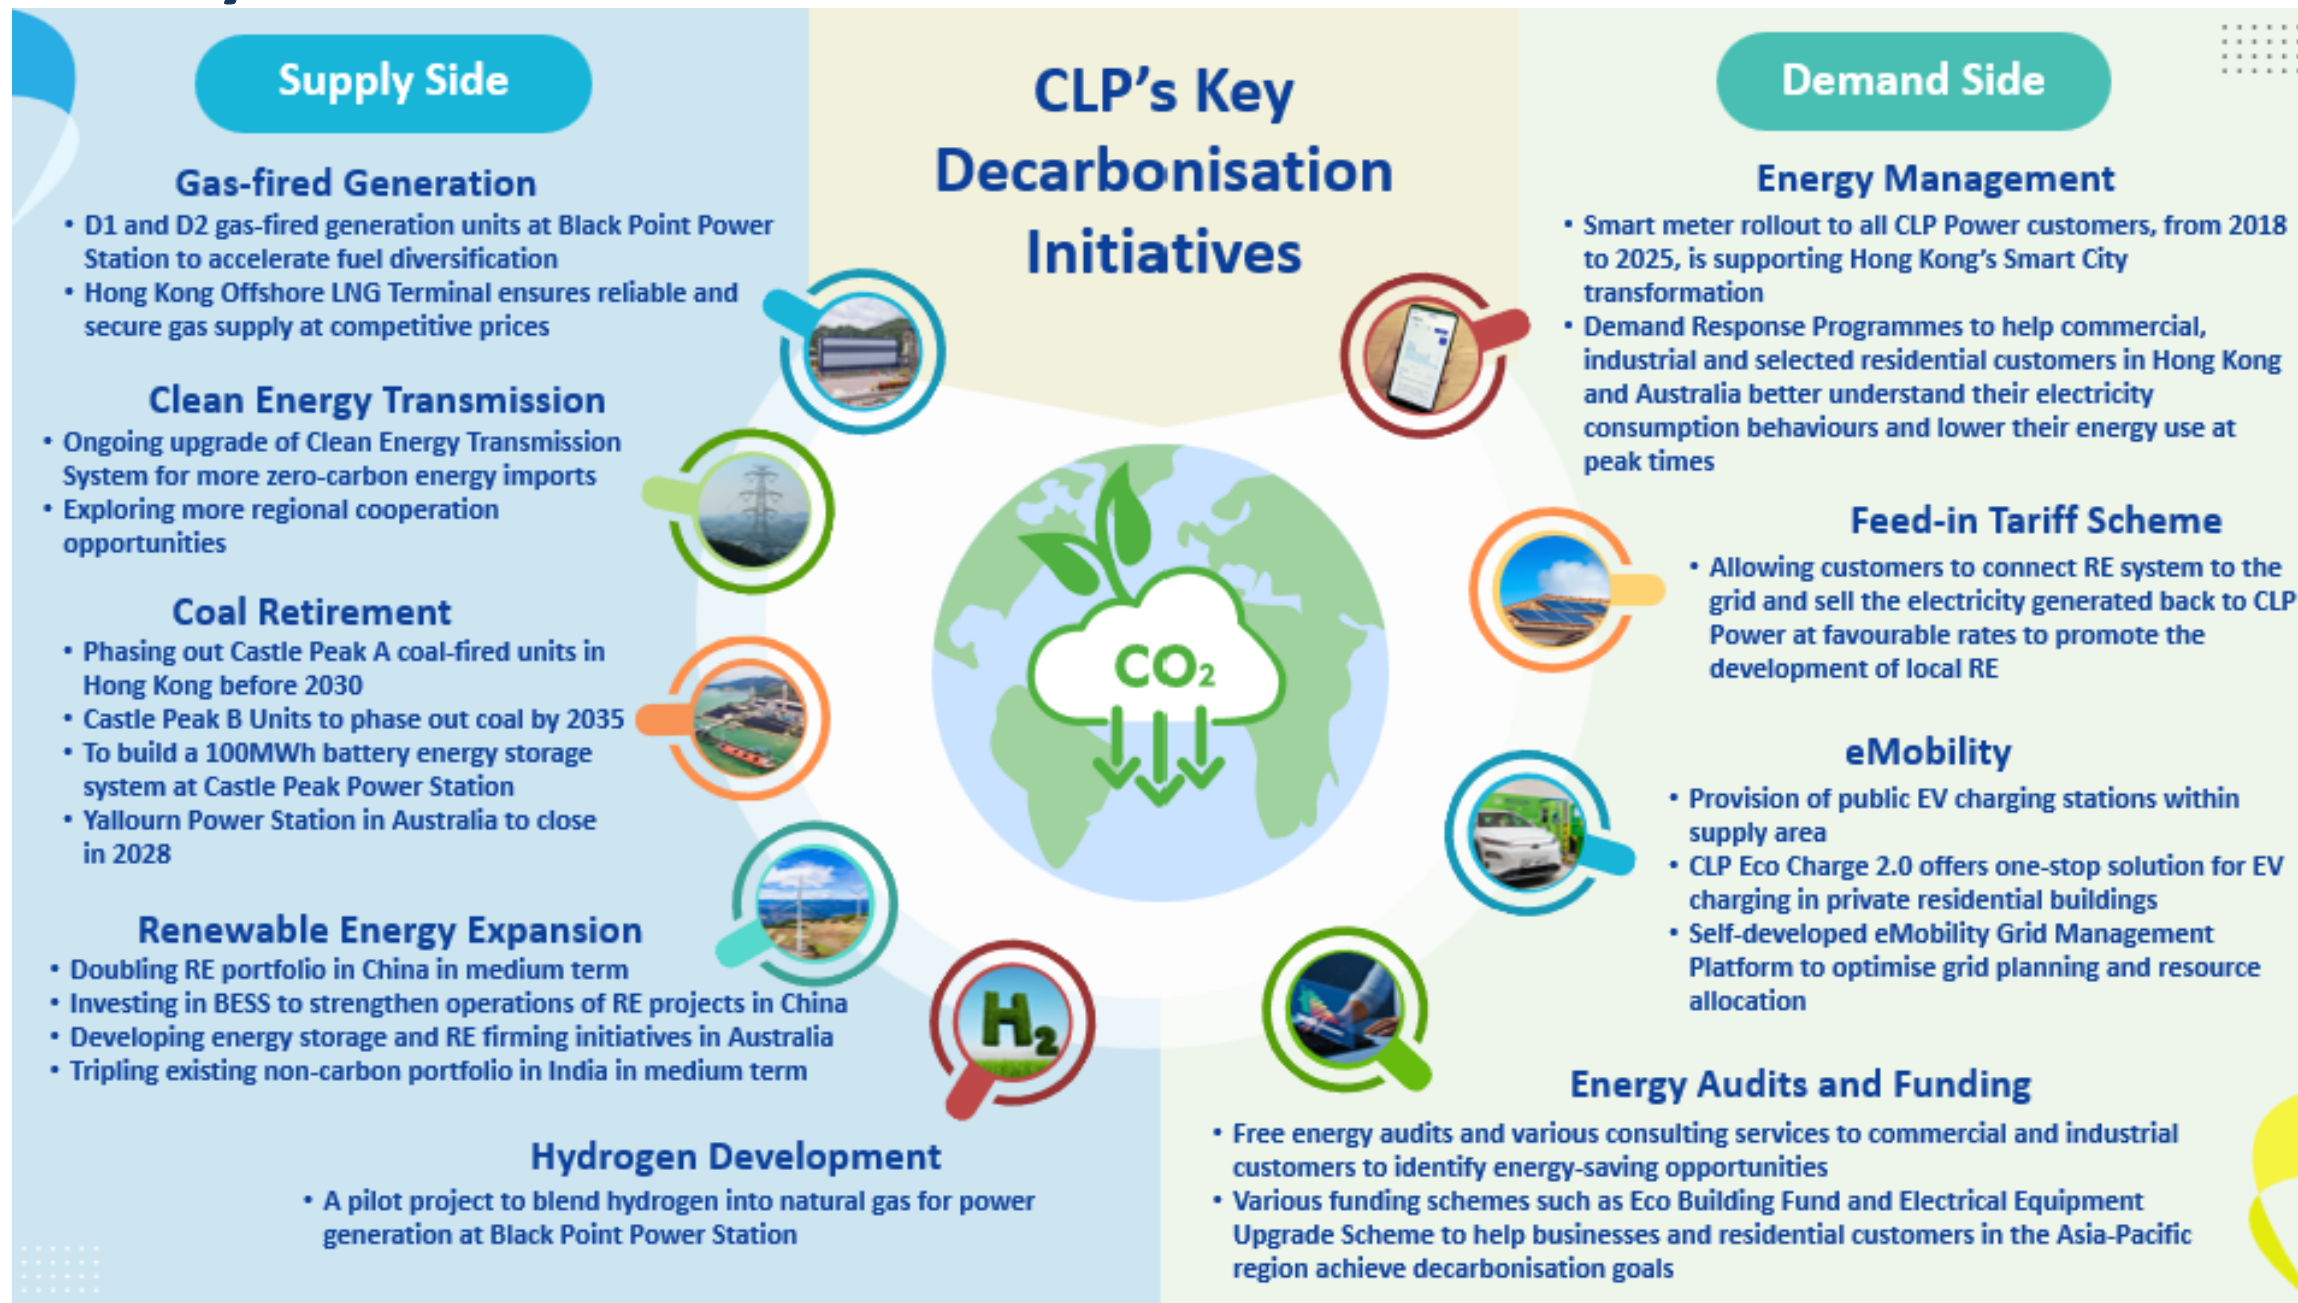 Supply Side
Gas-fired Generation
• D1 and D2 gas-fired generation units at Black Point Power
Station to accelerate fuel diversification
• Hong Kong Offshore LNG Terminal ensures reliable and
secure gas supply at competitive prices
Clean Energy Transmission
• Ongoing upgrade of Clean Energy Transmission
System for more zero-carbon energy imports
• Exploring more regional cooperation
opportunities
Coal Retirement
• Phasing out Castle Peak A coal-fired units in
Hong Kong before 2030
• Castle Peak B Units to phase out coal by 2035
• To build a 100MWh battery energy storage
system at Castle Peak Power Station
• Yallourn Power Station in Australia to close
in 2028
Renewable Energy Expansion
• Doubling RE portfolio in China in medium term
• Investing in BESS to strengthen operations of RE projects in China
• Developing energy storage and RE firming initiatives in Australia
• Tripling existing non-carbon portfolio in India in medium term
Hydrogen Development
• A pilot project to blend hydrogen into natural gas for power
generation at Black Point Power Station
CLP's Key
Decarbonisation
Initiatives
CO₂
H₂
Demand Side
Energy Management
• Smart meter rollout to all CLP Power customers, from 2018
to 2025, is supporting Hong Kong's Smart City
transformation
• Demand Response Programmes to help commercial,
industrial and selected residential customers in Hong Kong
and Australia better understand their electricity
consumption behaviours and lower their energy use at
peak times
Feed-in Tariff Scheme
• Allowing customers to connect RE system to the
grid and sell the electricity generated back to CLP
Power at favourable rates to promote the
development of local RE
eMobility
• Provision of public EV charging stations within
supply area
• CLP Eco Charge 2.0 offers one-stop solution for EV
charging in private residential buildings
• Self-developed eMobility Grid Management
Platform to optimise grid planning and resource
allocation
Energy Audits and Funding
• Free energy audits and various consulting services to commercial and industrial
customers to identify energy-saving opportunities
• Various funding schemes such as Eco Building Fund and Electrical Equipment
Upgrade Scheme to help businesses and residential customers in the Asia-Pacific
region achieve decarbonisation goals